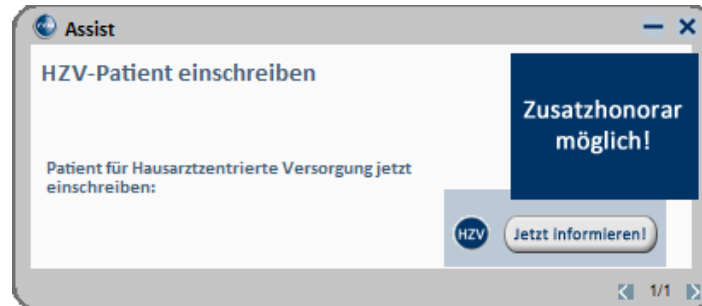 Assist
HZV-Patient einschreiben
Zusatzhonorar
möglich!
Patient für Hausarztzentrierte Versorgung jetzt
einschreiben:
HZV
Jetzt informieren!
1/1